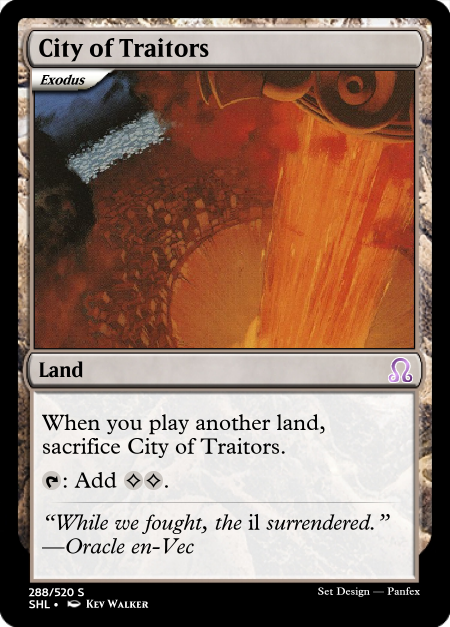 City of Traitors
Exodus
Land
When you play another land,
sacrifice City of Traitors.
: Add .
“While we fought, the il surrendered.”
—Oracle en-Vec
288/520 S
Set Design — Panfex
SHL • Kev Walker